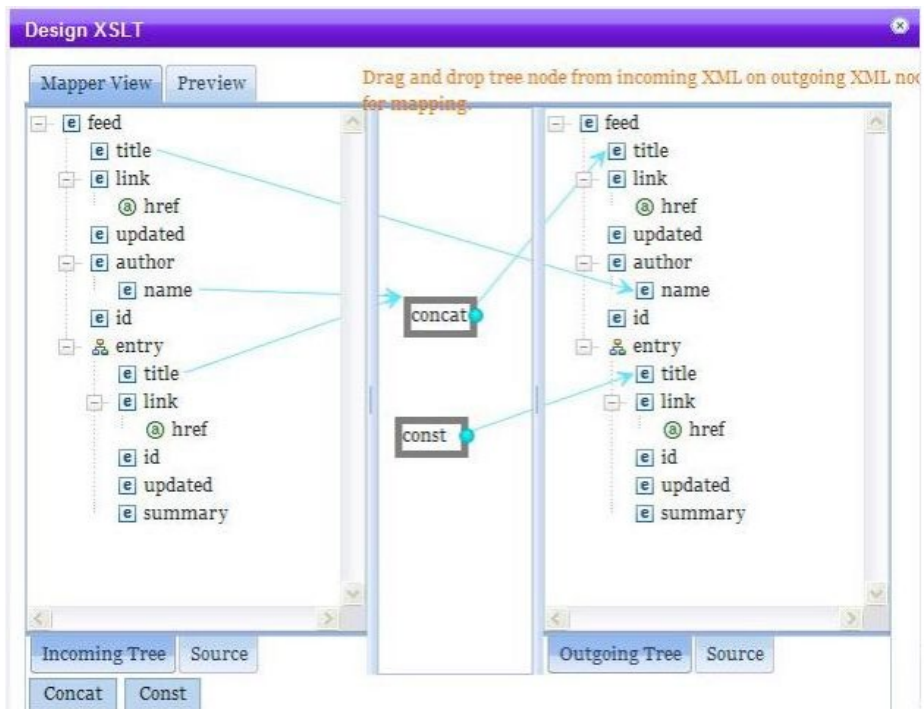 Design XSLT
Mapper View Preview
Drag and drop tree node from incoming XML on outgoing XML
for mapping.
feed
title
link
href
updated
author
name
id
entry
title
link
href
id
updated
summary
concat
const
feed
title
link
href
updated
author
name
id
entry
title
link
href
id
updated
summary
Incoming Tree Source
Outgoing Tree Source
Concat Const